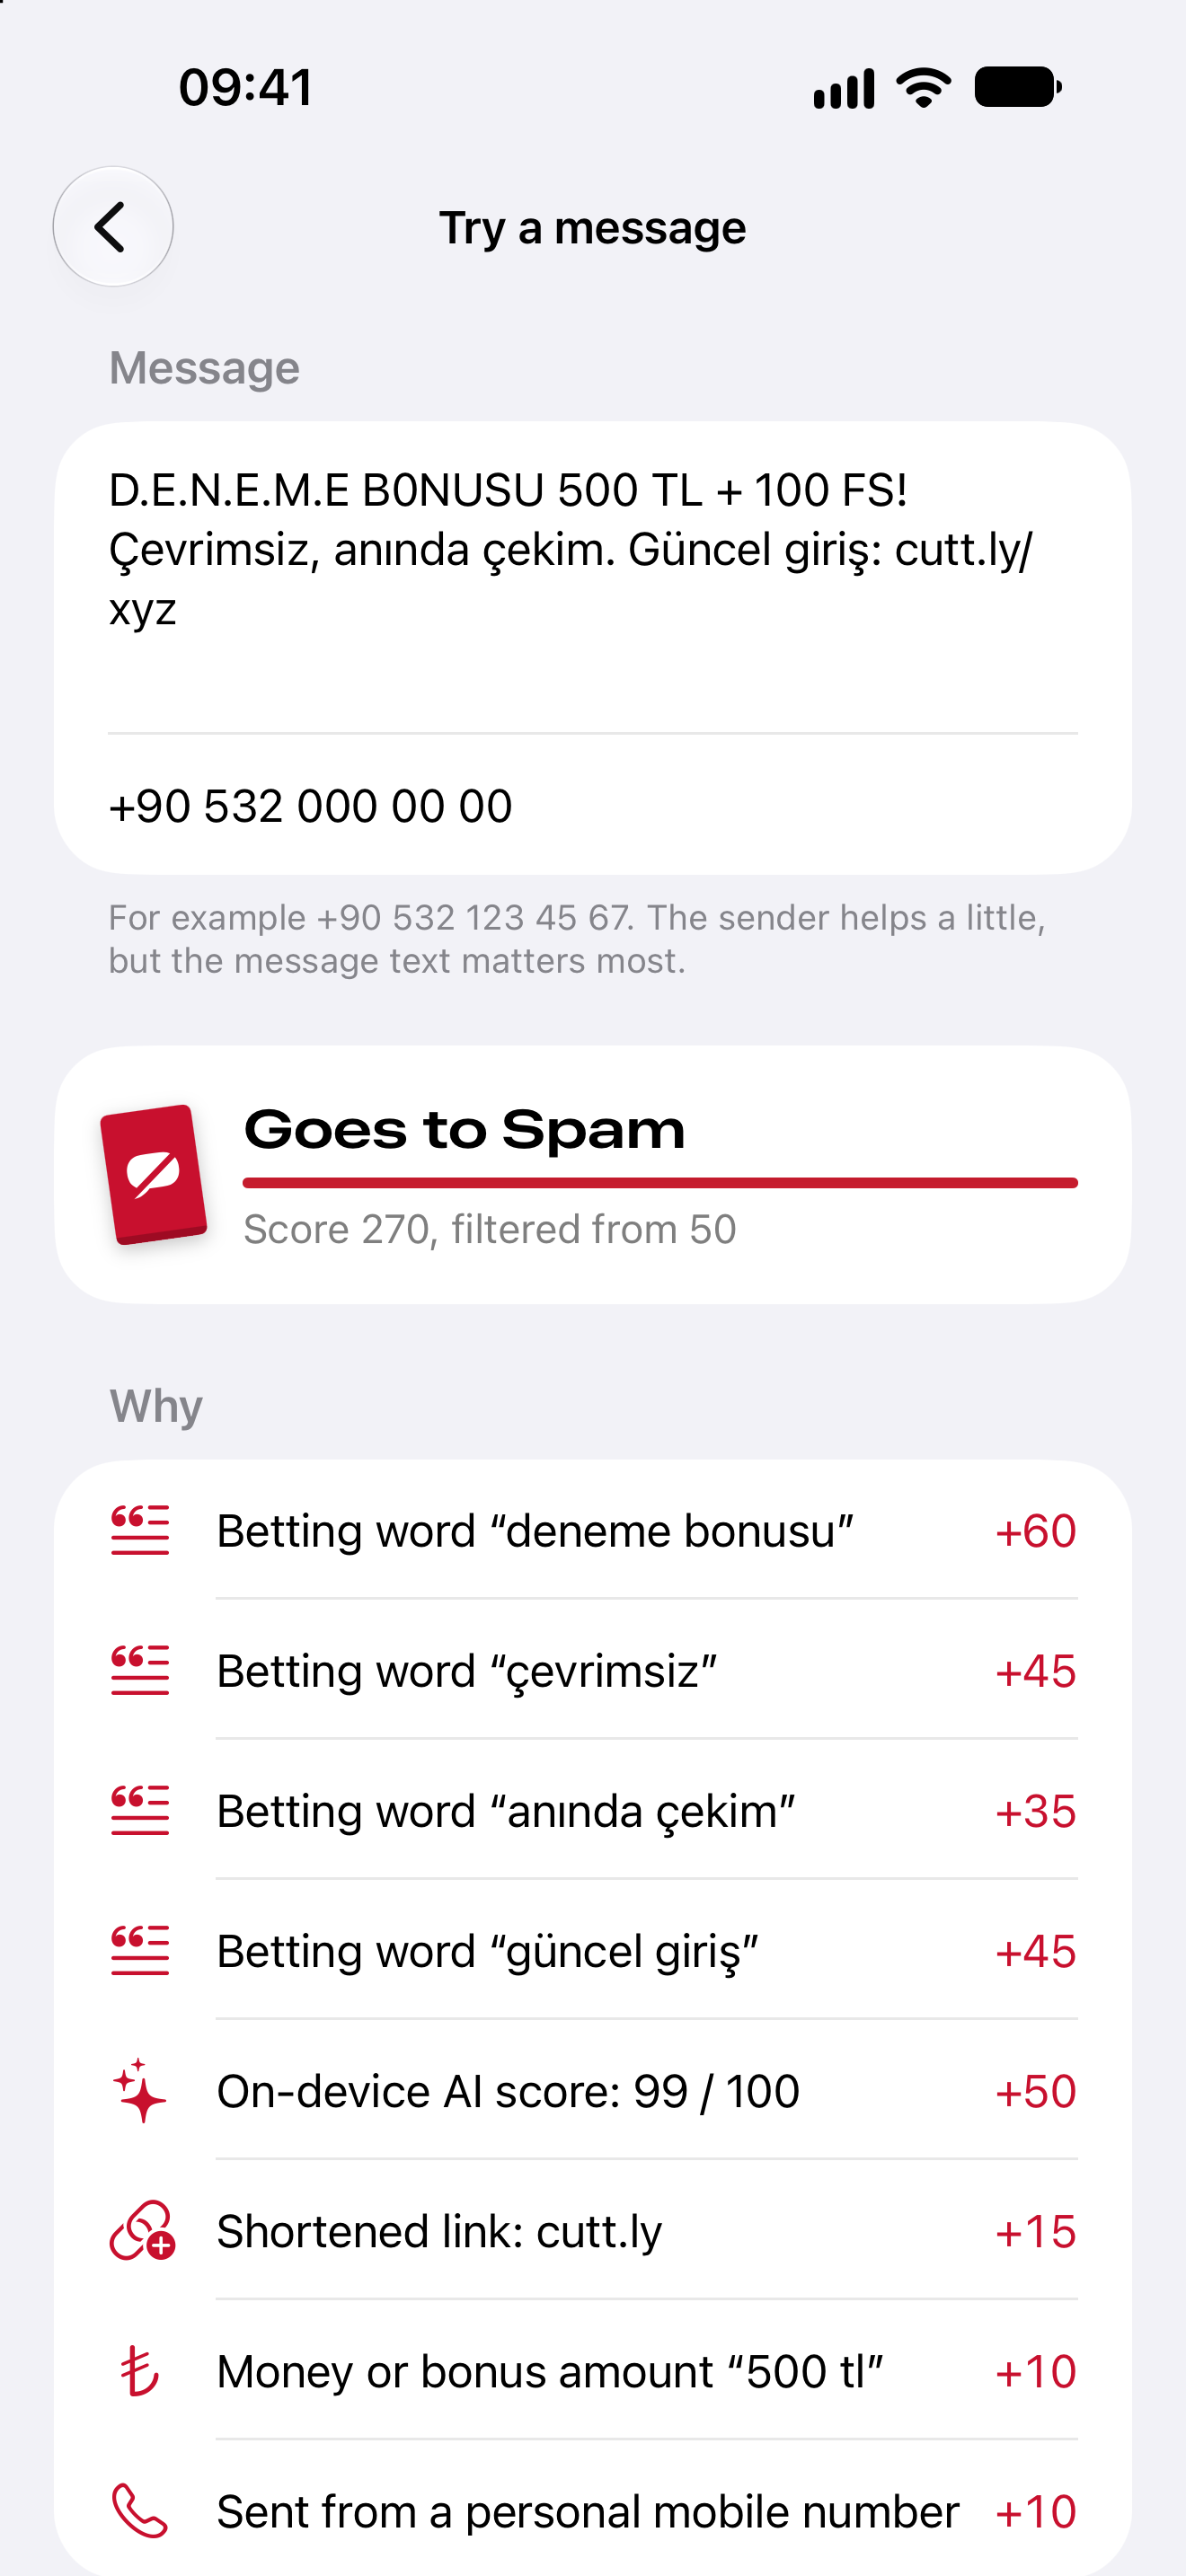 09:41
Try a message
Message
D.E.N.E.M.E B0NUSU 500 TL + 100 FS!
Çevrimsiz, anında çekim. Güncel giriş: cutt.ly/
xyz
+90 532 000 00 00
For example +90 532 123 45 67. The sender helps a little,
but the message text matters most.
Goes to Spam
Score 270, filtered from 50
Why
Betting word “deneme bonusu” +60
Betting word “çevrimsiz” +45
Betting word “anında çekim” +35
Betting word “güncel giriş” +45
On-device AI score: 99 / 100 +50
Shortened link: cutt.ly +15
Money or bonus amount “500 tl” +10
Sent from a personal mobile number +10